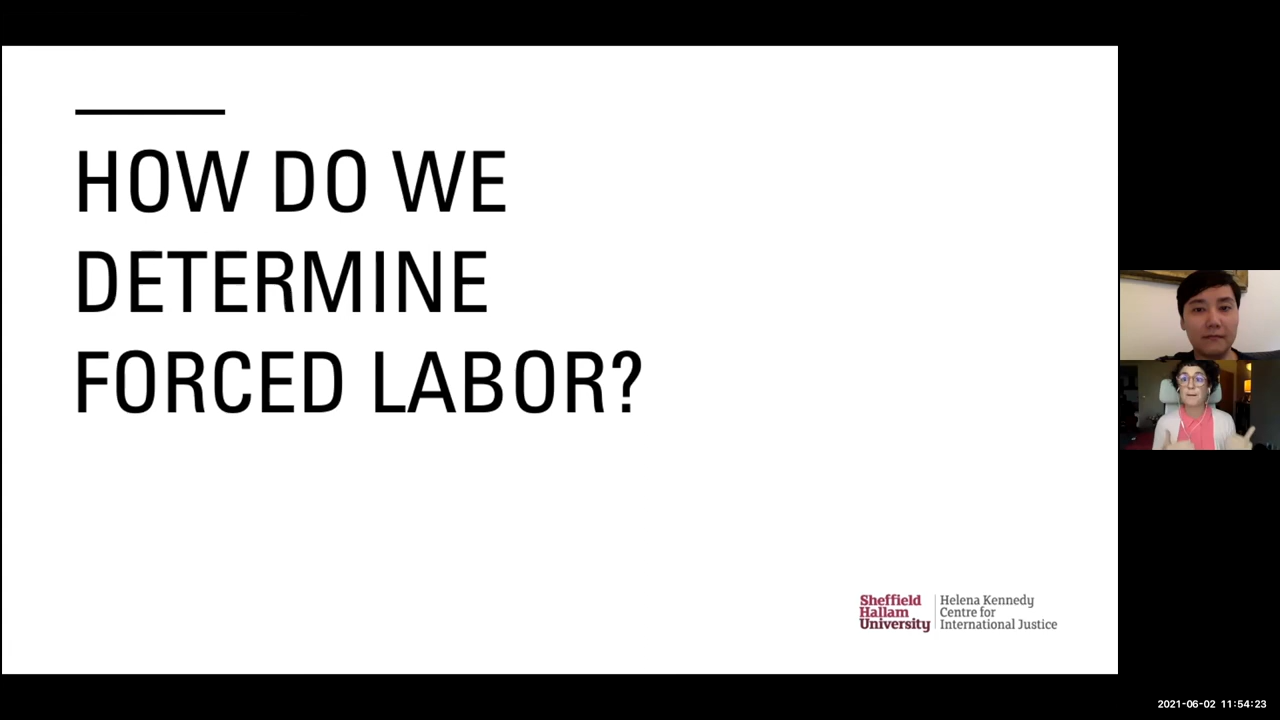 HOW DO WE
DETERMINE
FORCED LABOR?
Sheffield
Hallam
University
Helena Kennedy
Centre for
International Justice
2021-06-02 11:54:23